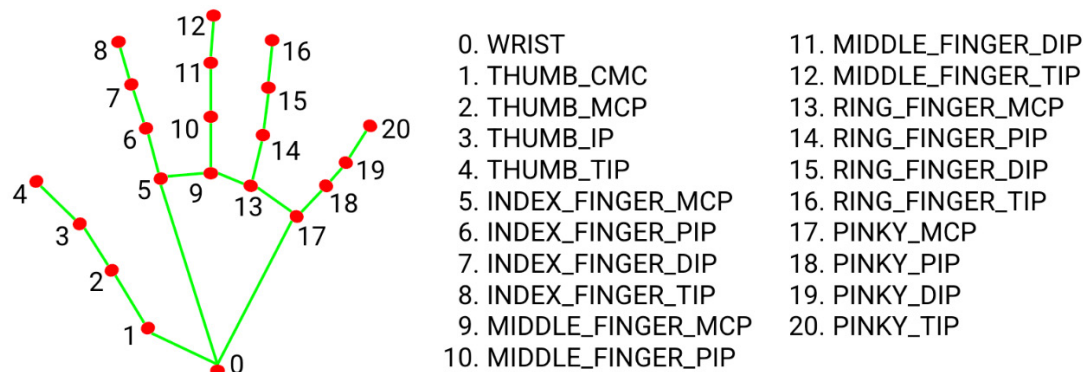 12
8
16
11
7
15
10
6
20
14
19
4
5
9
13
18
3
17
2
1
0
0. WRIST
1. THUMB_CMC
2. THUMB_MCP
3. THUMB_IP
4. THUMB_TIP
5. INDEX_FINGER_MCP
6. INDEX_FINGER_PIP
7. INDEX_FINGER_DIP
8. INDEX_FINGER_TIP
9. MIDDLE_FINGER_MCP
10. MIDDLE_FINGER_PIP
11. MIDDLE_FINGER_DIP
12. MIDDLE_FINGER_TIP
13. RING_FINGER_MCP
14. RING_FINGER_PIP
15. RING_FINGER_DIP
16. RING_FINGER_TIP
17. PINKY_MCP
18. PINKY_PIP
19. PINKY_DIP
20. PINKY_TIP